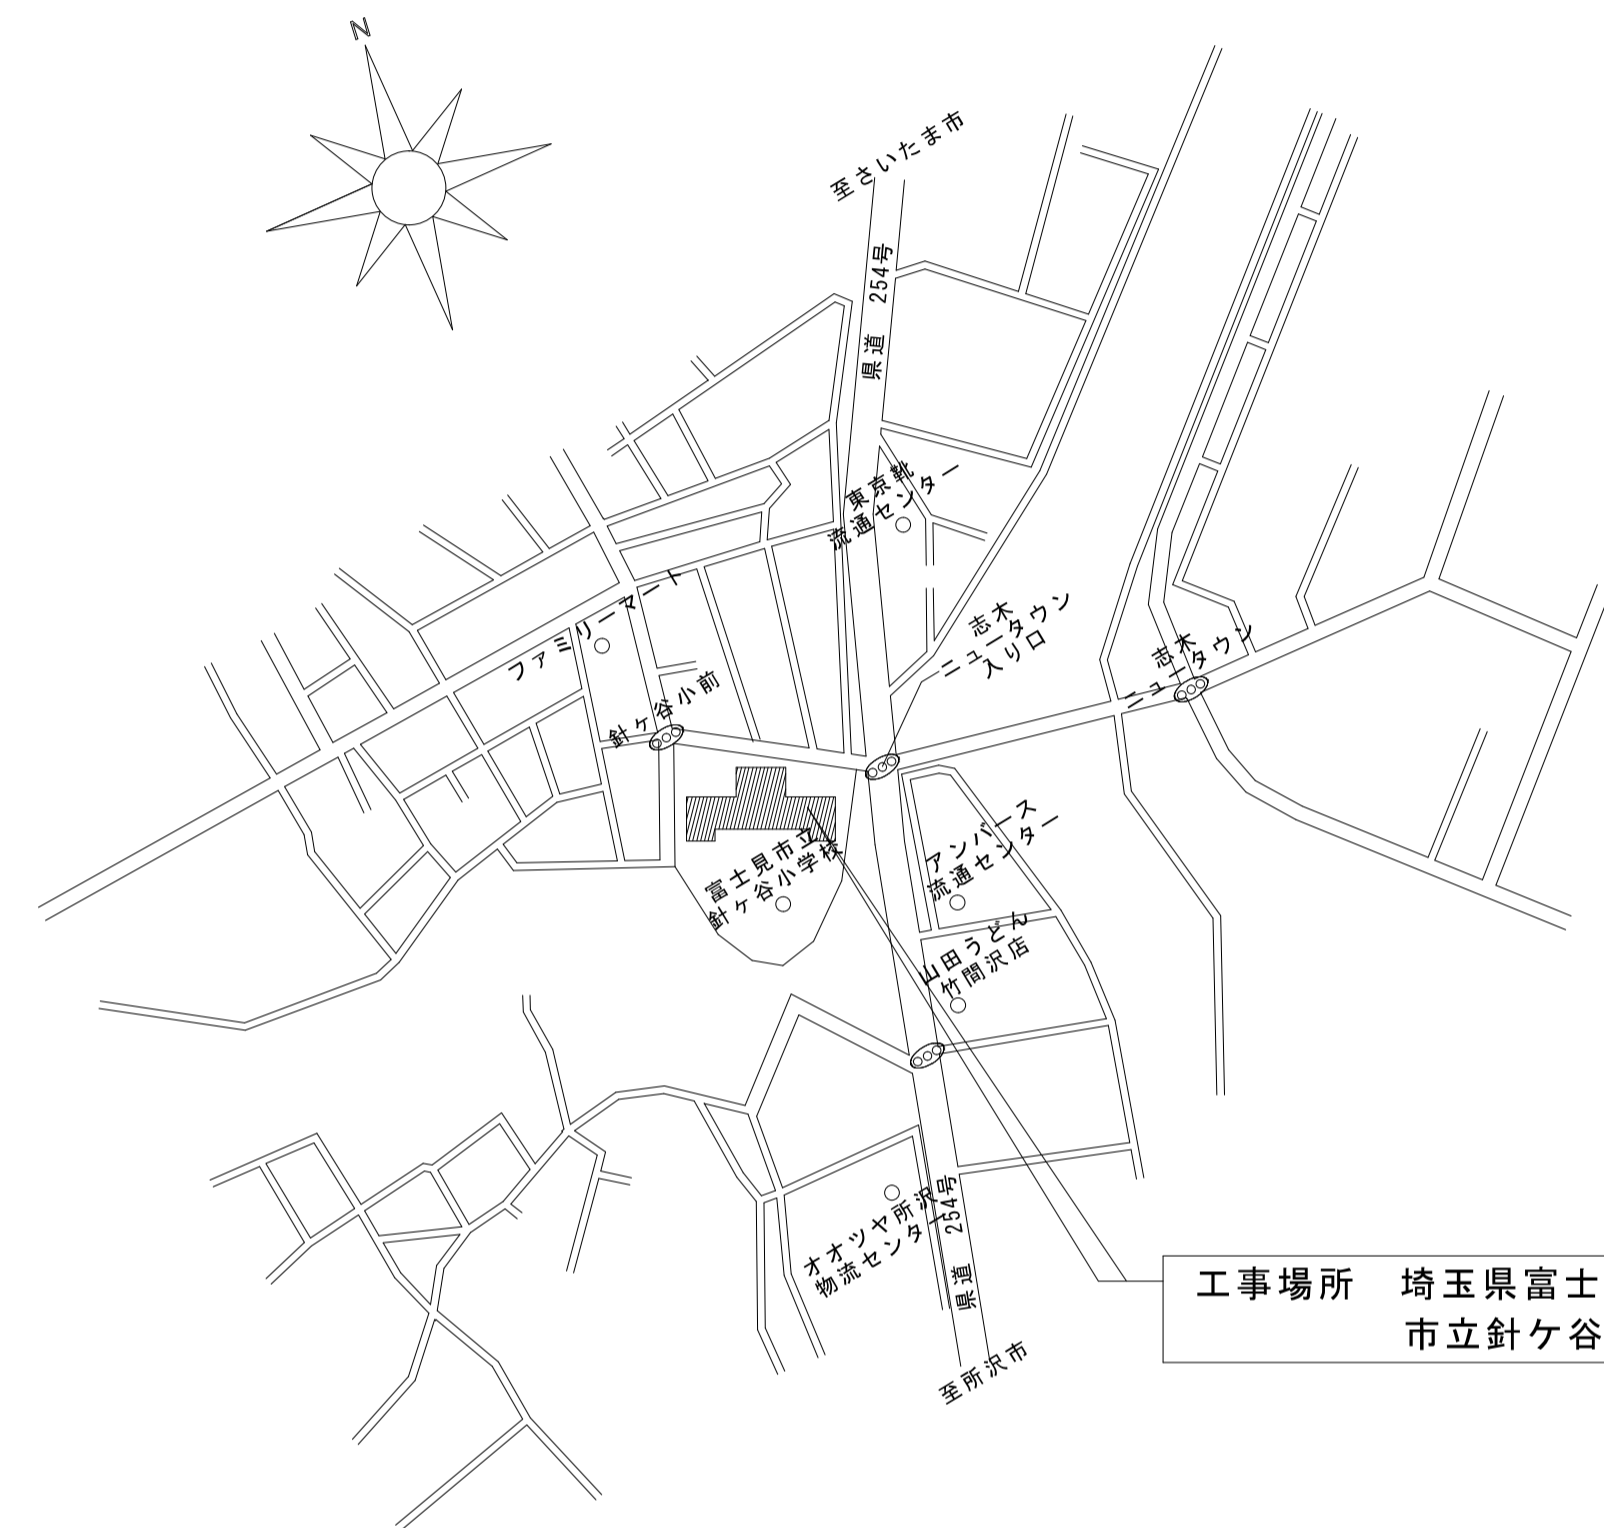 N
至さいたま市
県道 254号
東京靴
流通センター
ファミリーマート
志木
ニュータウン
入り口
志木
ニュータウン
針ヶ谷小前
富士見市立
針ヶ谷小学校
アンバース
流通センター
山田うどん
竹間沢店
オオツヤ所沢
物流センター
県道 254号
至所沢市
工事場所 埼玉県富士
市立針ケ谷